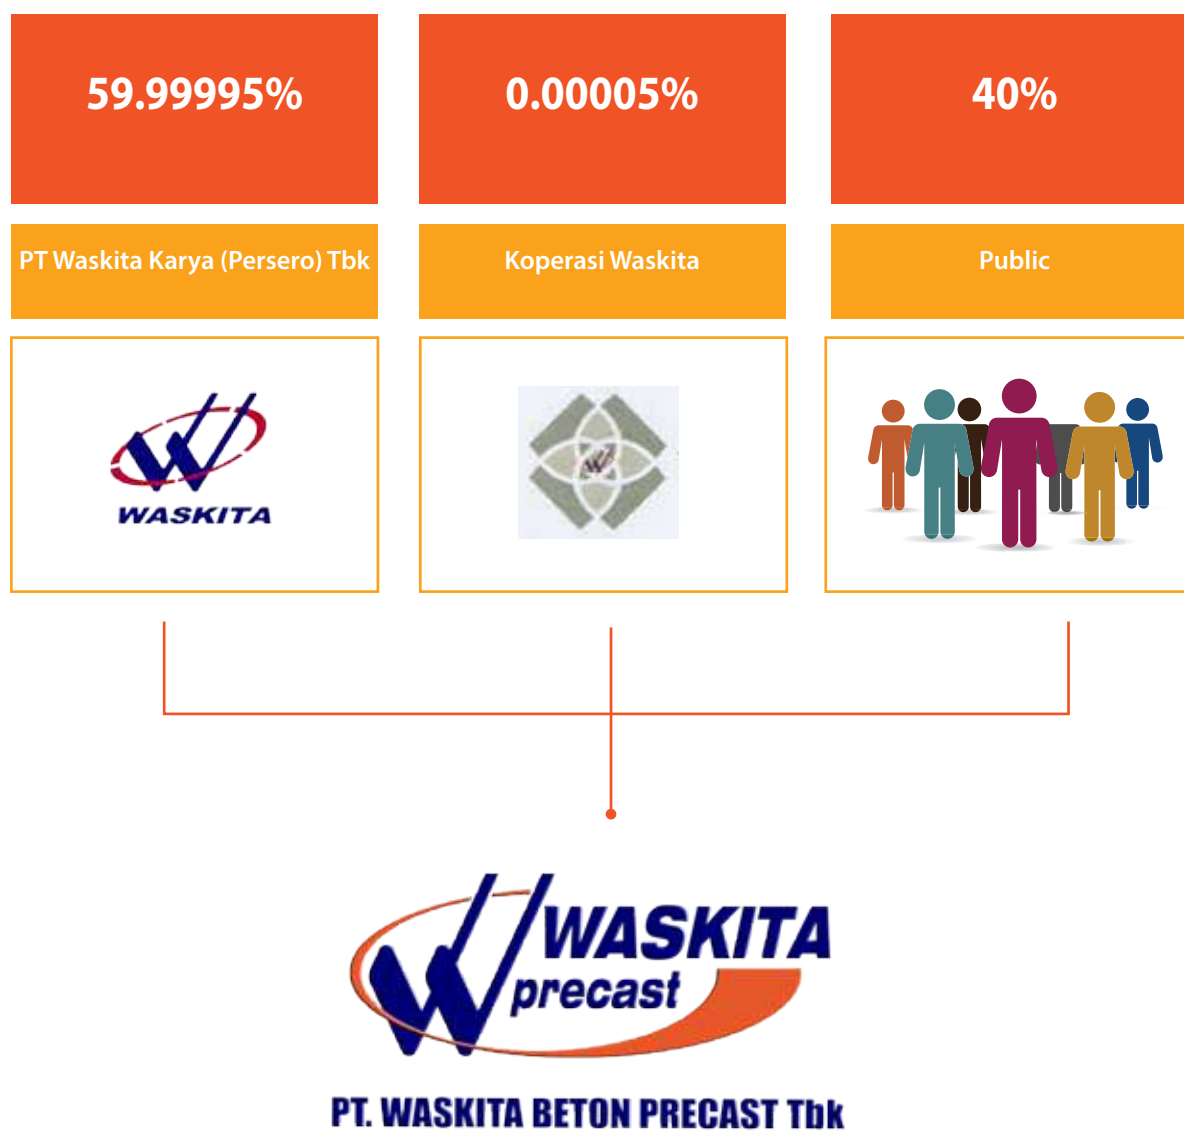 59.99995%
0.00005%
40%
PT Waskita Karya (Persero) Tbk
Koperasi Waskita
Public
WASKITA
WASKITA
precast
PT. WASKITA BETON PRECAST Tbk